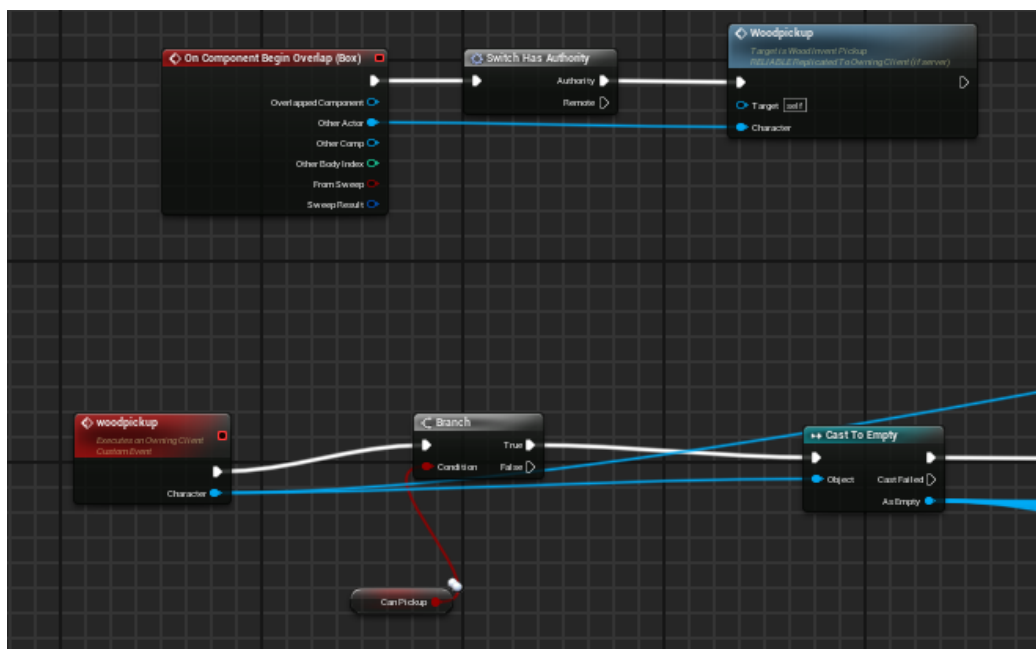 Woodpickup
Target is Wood Invent Pickup
RELIABLE Replicated To Owning Client (if server)
Target self
Character
On Component Begin Overlap (Box)
Overlapped Component
Other Actor
Other Comp
Other Body Index
From Sweep
Sweep Result
Switch Has Authority
Authority
Remote
woodpickup
Executes on Owning Client
Custom Event
Character
Branch
True
Condition False
Cast To Empty
Object Cast Failed
As Empty
Can Pickup